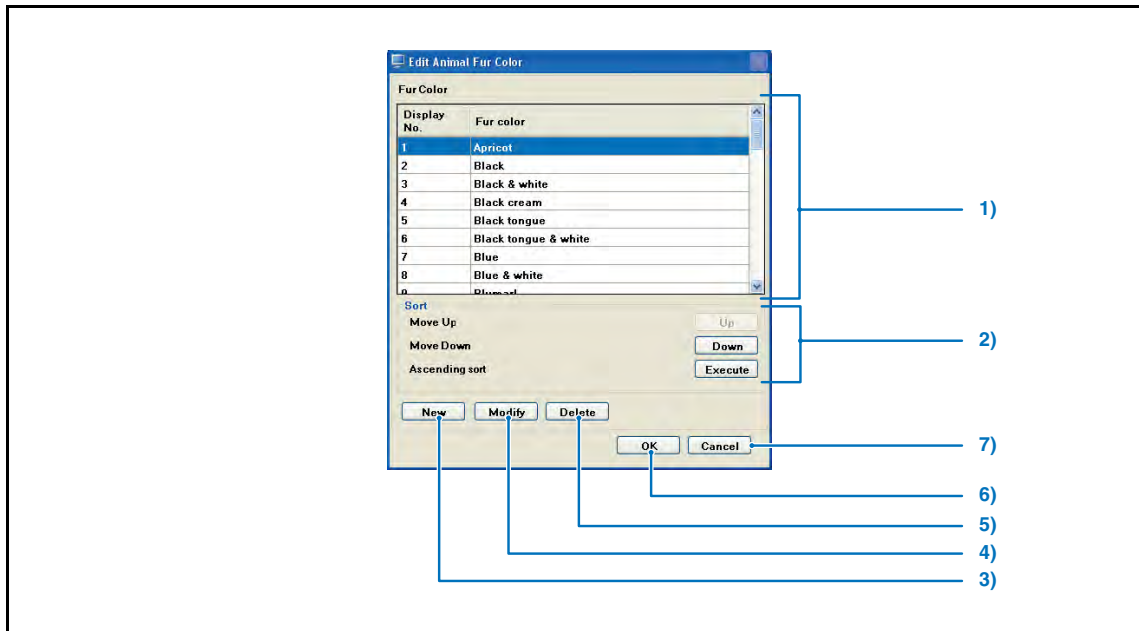 Edit Animal Fur Color
Fur Color
Display No. Fur color
1 Apricot
2 Black
3 Black & white
4 Black cream
5 Black tongue
6 Black tongue & white
7 Blue
8 Blue & white
9 Blumarl
1)
Sort
Move Up Up
Move Down Down
2)
Ascending sort Execute
New Modify Delete
OK Cancel
7)
6)
5)
4)
3)